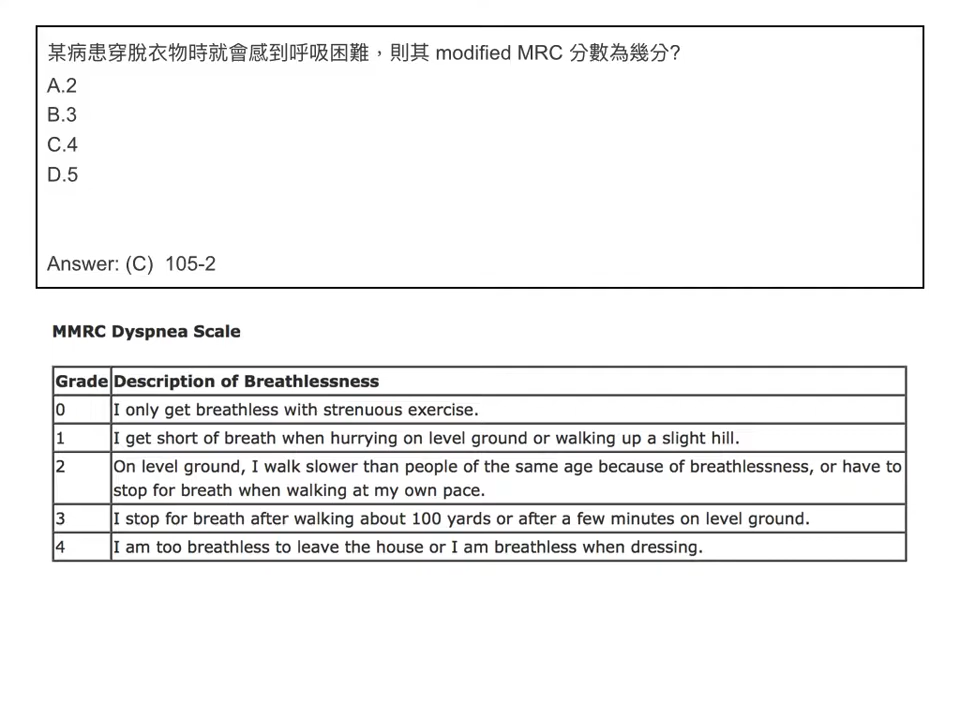 某病患穿脫衣物時就會感到呼吸困難，則其 modified MRC 分數為幾分?
A.2
B.3
C.4
D.5
Answer: (C) 105-2
MMRC Dyspnea Scale
Grade Description of Breathlessness
0 I only get breathless with strenuous exercise.
1 I get short of breath when hurrying on level ground or walking up a slight hill.
2 On level ground, I walk slower than people of the same age because of breathlessness, or have to
stop for breath when walking at my own pace.
3 I stop for breath after walking about 100 yards or after a few minutes on level ground.
4 I am too breathless to leave the house or I am breathless when dressing.